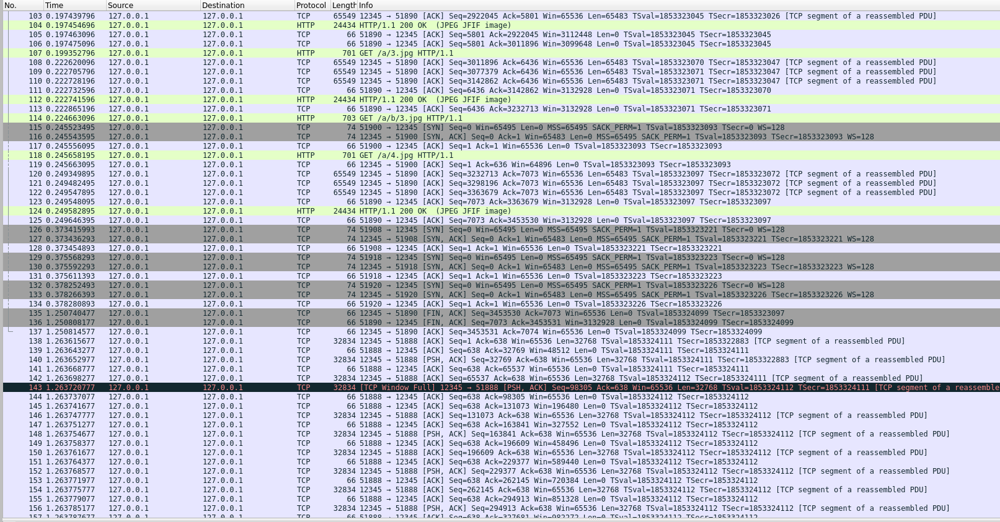 No. Time Source Destination Protocol Length Info
103 0.197439796 127.0.0.1 127.0.0.1 TCP 65549 12345 → 51890 [ACK] Seq=2922045 Ack=5801 Win=65536 Len=65483 TSval=1853323045 TSecr=1853323026 [TCP segment of a reassembled PDU]
104 0.197454696 127.0.0.1 127.0.0.1 HTTP 24434 HTTP/1.1 200 OK (JPEG JFIF image)
105 0.197463096 127.0.0.1 127.0.0.1 TCP 66 51890 → 12345 [ACK] Seq=5801 Ack=2922045 Win=3112448 Len=0 TSval=1853323045 TSecr=1853323045
106 0.197475096 127.0.0.1 127.0.0.1 TCP 66 51890 → 12345 [ACK] Seq=5801 Ack=3011896 Win=3099648 Len=0 TSval=1853323045 TSecr=1853323045
107 0.199352796 127.0.0.1 127.0.0.1 HTTP 701 GET /a/3.jpg HTTP/1.1
108 0.222620096 127.0.0.1 127.0.0.1 TCP 65549 12345 → 51890 [ACK] Seq=3011896 Ack=6436 Win=65536 Len=65483 TSval=1853323070 TSecr=1853323047 [TCP segment of a reassembled PDU]
109 0.222705796 127.0.0.1 127.0.0.1 TCP 65549 12345 → 51890 [ACK] Seq=3077379 Ack=6436 Win=65536 Len=65483 TSval=1853323071 TSecr=1853323047 [TCP segment of a reassembled PDU]
110 0.222728196 127.0.0.1 127.0.0.1 TCP 65549 12345 → 51890 [ACK] Seq=3142862 Ack=6436 Win=65536 Len=65483 TSval=1853323071 TSecr=1853323047 [TCP segment of a reassembled PDU]
111 0.222732596 127.0.0.1 127.0.0.1 TCP 66 51890 → 12345 [ACK] Seq=6436 Ack=3142862 Win=3132928 Len=0 TSval=1853323071 TSecr=1853323070
112 0.222741596 127.0.0.1 127.0.0.1 HTTP 24434 HTTP/1.1 200 OK (JPEG JFIF image)
113 0.222865196 127.0.0.1 127.0.0.1 TCP 66 51890 → 12345 [ACK] Seq=6436 Ack=3232713 Win=3132928 Len=0 TSval=1853323071 TSecr=1853323071
114 0.224663096 127.0.0.1 127.0.0.1 HTTP 703 GET /a/b/3.jpg HTTP/1.1
115 0.245523495 127.0.0.1 127.0.0.1 TCP 74 51900 → 12345 [SYN] Seq=0 Win=65495 Len=0 MSS=65495 SACK_PERM=1 TSval=1853323093 TSecr=0 WS=128
116 0.245543595 127.0.0.1 127.0.0.1 TCP 74 12345 → 51900 [SYN, ACK] Seq=0 Ack=1 Win=65483 Len=0 MSS=65495 SACK_PERM=1 TSval=1853323093 TSecr=1853323093 WS=128
117 0.245556095 127.0.0.1 127.0.0.1 TCP 66 51900 → 12345 [ACK] Seq=1 Ack=1 Win=65536 Len=0 TSval=1853323093 TSecr=1853323093
118 0.245658195 127.0.0.1 127.0.0.1 HTTP 701 GET /a/4.jpg HTTP/1.1
119 0.245663095 127.0.0.1 127.0.0.1 TCP 66 12345 → 51900 [ACK] Seq=1 Ack=636 Win=64896 Len=0 TSval=1853323093 TSecr=1853323093
120 0.249349895 127.0.0.1 127.0.0.1 TCP 65549 12345 → 51890 [ACK] Seq=3232713 Ack=7073 Win=65536 Len=65483 TSval=1853323097 TSecr=1853323072 [TCP segment of a reassembled PDU]
121 0.249482495 127.0.0.1 127.0.0.1 TCP 65549 12345 → 51890 [ACK] Seq=3298196 Ack=7073 Win=65536 Len=65483 TSval=1853323097 TSecr=1853323072 [TCP segment of a reassembled PDU]
122 0.249547895 127.0.0.1 127.0.0.1 TCP 65549 12345 → 51890 [ACK] Seq=3363679 Ack=7073 Win=65536 Len=65483 TSval=1853323097 TSecr=1853323072 [TCP segment of a reassembled PDU]
123 0.249548095 127.0.0.1 127.0.0.1 TCP 66 51890 → 12345 [ACK] Seq=7073 Ack=3363679 Win=3132928 Len=0 TSval=1853323097 TSecr=1853323097
124 0.249582895 127.0.0.1 127.0.0.1 HTTP 24434 HTTP/1.1 200 OK (JPEG JFIF image)
125 0.249646395 127.0.0.1 127.0.0.1 TCP 66 51890 → 12345 [ACK] Seq=7073 Ack=3453530 Win=3132928 Len=0 TSval=1853323097 TSecr=1853323097
126 0.373415993 127.0.0.1 127.0.0.1 TCP 74 51908 → 12345 [SYN] Seq=0 Win=65495 Len=0 MSS=65495 SACK_PERM=1 TSval=1853323221 TSecr=0 WS=128
127 0.373436293 127.0.0.1 127.0.0.1 TCP 74 12345 → 51908 [SYN, ACK] Seq=0 Ack=1 Win=65483 Len=0 MSS=65495 SACK_PERM=1 TSval=1853323221 TSecr=1853323221 WS=128
128 0.373454893 127.0.0.1 127.0.0.1 TCP 66 51908 → 12345 [ACK] Seq=1 Ack=1 Win=65536 Len=0 TSval=1853323221 TSecr=1853323221
129 0.375568293 127.0.0.1 127.0.0.1 TCP 74 51918 → 12345 [SYN] Seq=0 Win=65495 Len=0 MSS=65495 SACK_PERM=1 TSval=1853323223 TSecr=0 WS=128
130 0.375592293 127.0.0.1 127.0.0.1 TCP 74 12345 → 51918 [SYN, ACK] Seq=0 Ack=1 Win=65483 Len=0 MSS=65495 SACK_PERM=1 TSval=1853323223 TSecr=1853323223 WS=128
131 0.375611393 127.0.0.1 127.0.0.1 TCP 66 51918 → 12345 [ACK] Seq=1 Ack=1 Win=65536 Len=0 TSval=1853323223 TSecr=1853323223
132 0.378252493 127.0.0.1 127.0.0.1 TCP 74 51920 → 12345 [SYN] Seq=0 Win=65495 Len=0 MSS=65495 SACK_PERM=1 TSval=1853323226 TSecr=0 WS=128
133 0.378266393 127.0.0.1 127.0.0.1 TCP 74 12345 → 51920 [SYN, ACK] Seq=0 Ack=1 Win=65483 Len=0 MSS=65495 SACK_PERM=1 TSval=1853323226 TSecr=1853323226 WS=128
134 0.378280893 127.0.0.1 127.0.0.1 TCP 66 51920 → 12345 [ACK] Seq=1 Ack=1 Win=65536 Len=0 TSval=1853323226 TSecr=1853323226
135 1.250740477 127.0.0.1 127.0.0.1 TCP 66 12345 → 51890 [FIN, ACK] Seq=3453530 Ack=7073 Win=65536 Len=0 TSval=1853324099 TSecr=1853323097
136 1.250808177 127.0.0.1 127.0.0.1 TCP 66 51890 → 12345 [FIN, ACK] Seq=7073 Ack=3453531 Win=3132928 Len=0 TSval=1853324099 TSecr=1853324099
137 1.250814577 127.0.0.1 127.0.0.1 TCP 66 12345 → 51890 [ACK] Seq=3453531 Ack=7074 Win=65536 Len=0 TSval=1853324099 TSecr=1853324099
138 1.263615677 127.0.0.1 127.0.0.1 TCP 32834 12345 → 51888 [ACK] Seq=1 Ack=638 Win=65536 Len=32768 TSval=1853324111 TSecr=1853322883 [TCP segment of a reassembled PDU]
139 1.263643277 127.0.0.1 127.0.0.1 TCP 66 51888 → 12345 [ACK] Seq=638 Ack=32769 Win=48512 Len=0 TSval=1853324111 TSecr=1853324111
140 1.263652977 127.0.0.1 127.0.0.1 TCP 32834 12345 → 51888 [PSH, ACK] Seq=32769 Ack=638 Win=65536 Len=32768 TSval=1853324111 TSecr=1853322883 [TCP segment of a reassembled PDU]
141 1.263668777 127.0.0.1 127.0.0.1 TCP 66 51888 → 12345 [ACK] Seq=638 Ack=65537 Win=65536 Len=0 TSval=1853324111 TSecr=1853324111
142 1.263698277 127.0.0.1 127.0.0.1 TCP 32834 12345 → 51888 [ACK] Seq=65537 Ack=638 Win=65536 Len=32768 TSval=1853324112 TSecr=1853324111 [TCP segment of a reassembled PDU]
143 1.263720777 127.0.0.1 127.0.0.1 TCP 32834 [TCP Window Full] 12345 → 51888 [PSH, ACK] Seq=98305 Ack=638 Win=65536 Len=32768 TSval=1853324112 TSecr=1853324111 [TCP segment of a reassemble
144 1.263737077 127.0.0.1 127.0.0.1 TCP 66 51888 → 12345 [ACK] Seq=638 Ack=98305 Win=65536 Len=0 TSval=1853324112 TSecr=1853324112
145 1.263741677 127.0.0.1 127.0.0.1 TCP 66 51888 → 12345 [ACK] Seq=638 Ack=131073 Win=196480 Len=0 TSval=1853324112 TSecr=1853324112
146 1.263747777 127.0.0.1 127.0.0.1 TCP 32834 12345 → 51888 [ACK] Seq=131073 Ack=638 Win=65536 Len=32768 TSval=1853324112 TSecr=1853324112 [TCP segment of a reassembled PDU]
147 1.263751277 127.0.0.1 127.0.0.1 TCP 66 51888 → 12345 [ACK] Seq=638 Ack=163841 Win=327552 Len=0 TSval=1853324112 TSecr=1853324112
148 1.263754677 127.0.0.1 127.0.0.1 TCP 32834 12345 → 51888 [PSH, ACK] Seq=163841 Ack=638 Win=65536 Len=32768 TSval=1853324112 TSecr=1853324112 [TCP segment of a reassembled PDU]
149 1.263758377 127.0.0.1 127.0.0.1 TCP 66 51888 → 12345 [ACK] Seq=638 Ack=196609 Win=458496 Len=0 TSval=1853324112 TSecr=1853324112
150 1.263761677 127.0.0.1 127.0.0.1 TCP 32834 12345 → 51888 [ACK] Seq=196609 Ack=638 Win=65536 Len=32768 TSval=1853324112 TSecr=1853324112 [TCP segment of a reassembled PDU]
151 1.263764377 127.0.0.1 127.0.0.1 TCP 66 51888 → 12345 [ACK] Seq=638 Ack=229377 Win=589440 Len=0 TSval=1853324112 TSecr=1853324112
152 1.263768577 127.0.0.1 127.0.0.1 TCP 32834 12345 → 51888 [PSH, ACK] Seq=229377 Ack=638 Win=65536 Len=32768 TSval=1853324112 TSecr=1853324112 [TCP segment of a reassembled PDU]
153 1.263771977 127.0.0.1 127.0.0.1 TCP 66 51888 → 12345 [ACK] Seq=638 Ack=262145 Win=720384 Len=0 TSval=1853324112 TSecr=1853324112
154 1.263775777 127.0.0.1 127.0.0.1 TCP 32834 12345 → 51888 [ACK] Seq=262145 Ack=638 Win=65536 Len=32768 TSval=1853324112 TSecr=1853324112 [TCP segment of a reassembled PDU]
155 1.263779077 127.0.0.1 127.0.0.1 TCP 66 51888 → 12345 [ACK] Seq=638 Ack=294913 Win=851328 Len=0 TSval=1853324112 TSecr=1853324112
156 1.263785177 127.0.0.1 127.0.0.1 TCP 32834 12345 → 51888 [PSH, ACK] Seq=294913 Ack=638 Win=65536 Len=32768 TSval=1853324112 TSecr=1853324112 [TCP segment of a reassembled PDU]
157 1.263787677 127.0.0.1 127.0.0.1 TCP 66 51888 → 12345 [ACK] Seq=638 Ack=327681 Win=982272 Len=0 TSval=1853324112 TSecr=1853324112